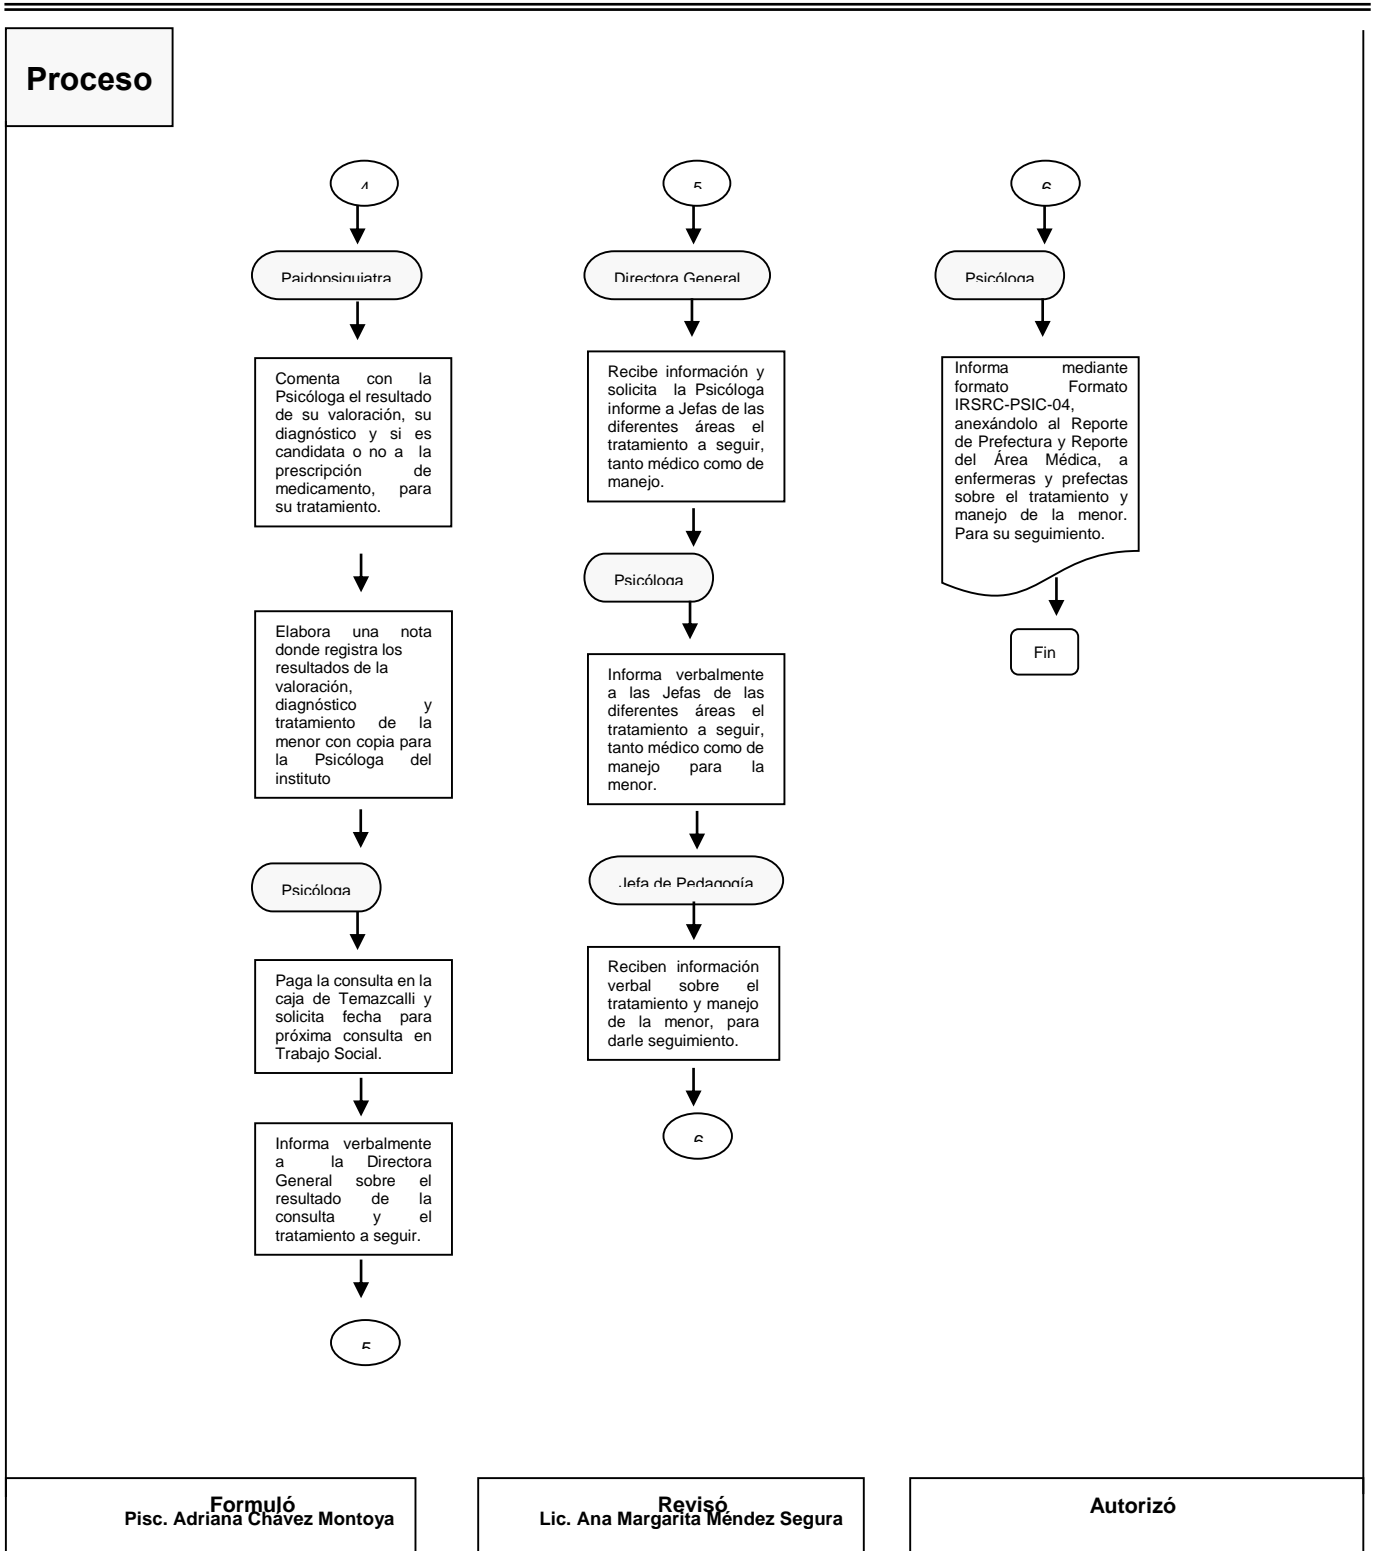 Proceso
4
Paidopsiquiatra
Comenta con la
Psicóloga el resultado
de su valoración, su
diagnóstico y si es
candidata o no a la
prescripción de
medicamento, para
su tratamiento.
Elabora una nota
donde registra los
resultados de la
valoración,
diagnóstico y
tratamiento de la
menor con copia para
la Psicóloga del
instituto
Psicóloga
Paga la consulta en la
caja de Temazcalli y
solicita fecha para
próxima consulta en
Trabajo Social.
Informa verbalmente
a la Directora
General sobre el
resultado de la
consulta y el
tratamiento a seguir.
5
5
Directora General
Recibe información y
solicita la Psicóloga
informe a Jefas de las
diferentes áreas el
tratamiento a seguir,
tanto médico como de
manejo.
Psicóloga
Informa verbalmente
a las Jefas de las
diferentes áreas el
tratamiento a seguir,
tanto médico como de
manejo para la
menor.
Jefa de Pedagogía
Reciben información
verbal sobre el
tratamiento y manejo
de la menor, para
darle seguimiento.
6
6
Psicóloga
Informa mediante
formato Formato
IRSRC-PSIC-04,
anexándolo al Reporte
de Prefectura y Reporte
del Área Médica, a
enfermeras y prefectas
sobre el tratamiento y
manejo de la menor.
Para su seguimiento.
Fin
Formuló
Pisc. Adriana Chávez Montoya
Revisó
Lic. Ana Margarita Méndez Segura
Autorizó